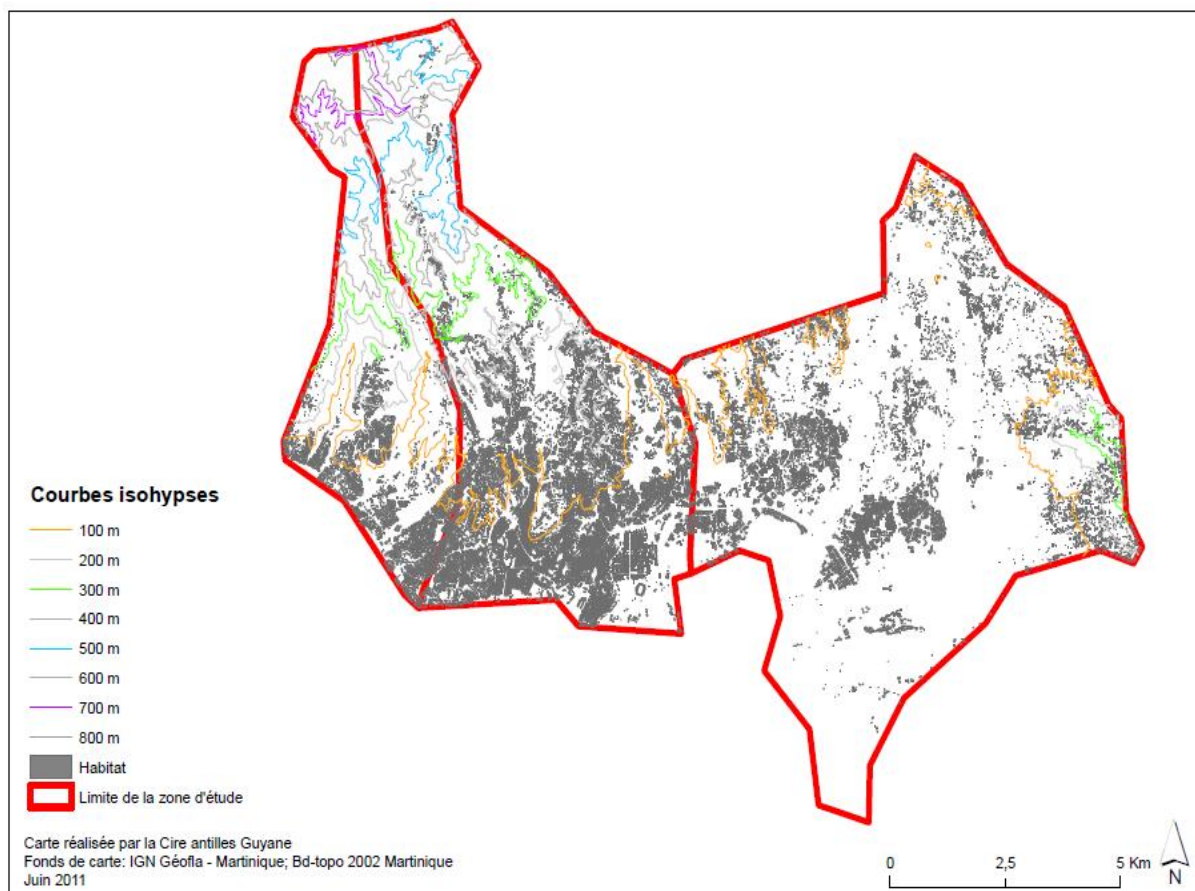 Courbes isohypses
100 m
200 m
300 m
400 m
500 m
600 m
700 m
800 m
Habitat
Limite de la zone d'étude
Carte réalisée par la Cire antilles Guyane
Fonds de carte: IGN Géofla - Martinique; Bd-topo 2002 Martinique
Juin 2011
0 2,5 5 Km
N